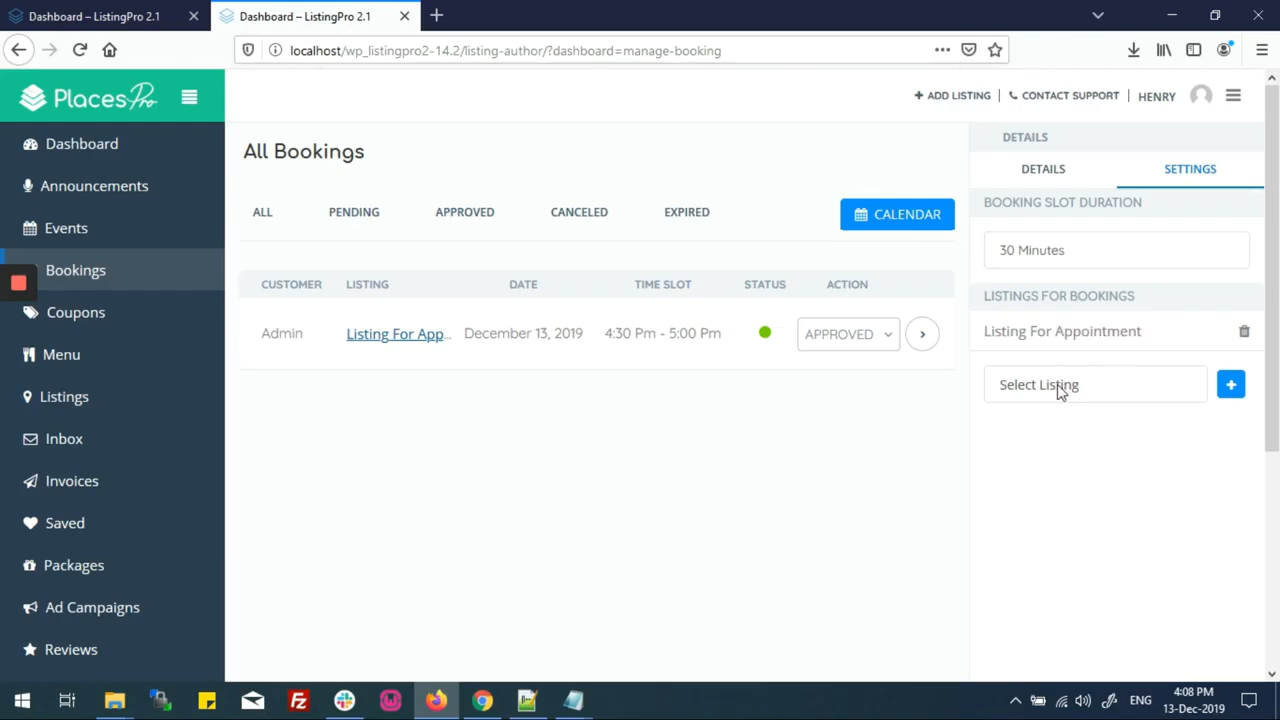 Dashboard – ListingPro 2.1
Dashboard – ListingPro 2.1
localhost/wp_listingpro2-14.2/listing-author/?dashboard=manage-booking
PlacesPro
ADD LISTING
CONTACT SUPPORT
HENRY
Dashboard
Announcements
Events
Bookings
Coupons
Menu
Listings
Inbox
Invoices
Saved
Packages
Ad Campaigns
Reviews
All Bookings
ALL PENDING APPROVED CANCELED EXPIRED
CALENDAR
CUSTOMER LISTING DATE TIME SLOT STATUS ACTION
Admin Listing For App... December 13, 2019 4:30 Pm - 5:00 Pm APPROVED
DETAILS
DETAILS SETTINGS
BOOKING SLOT DURATION
30 Minutes
LISTINGS FOR BOOKINGS
Listing For Appointment
Select Listing
ENG
4:08 PM
13-Dec-2019